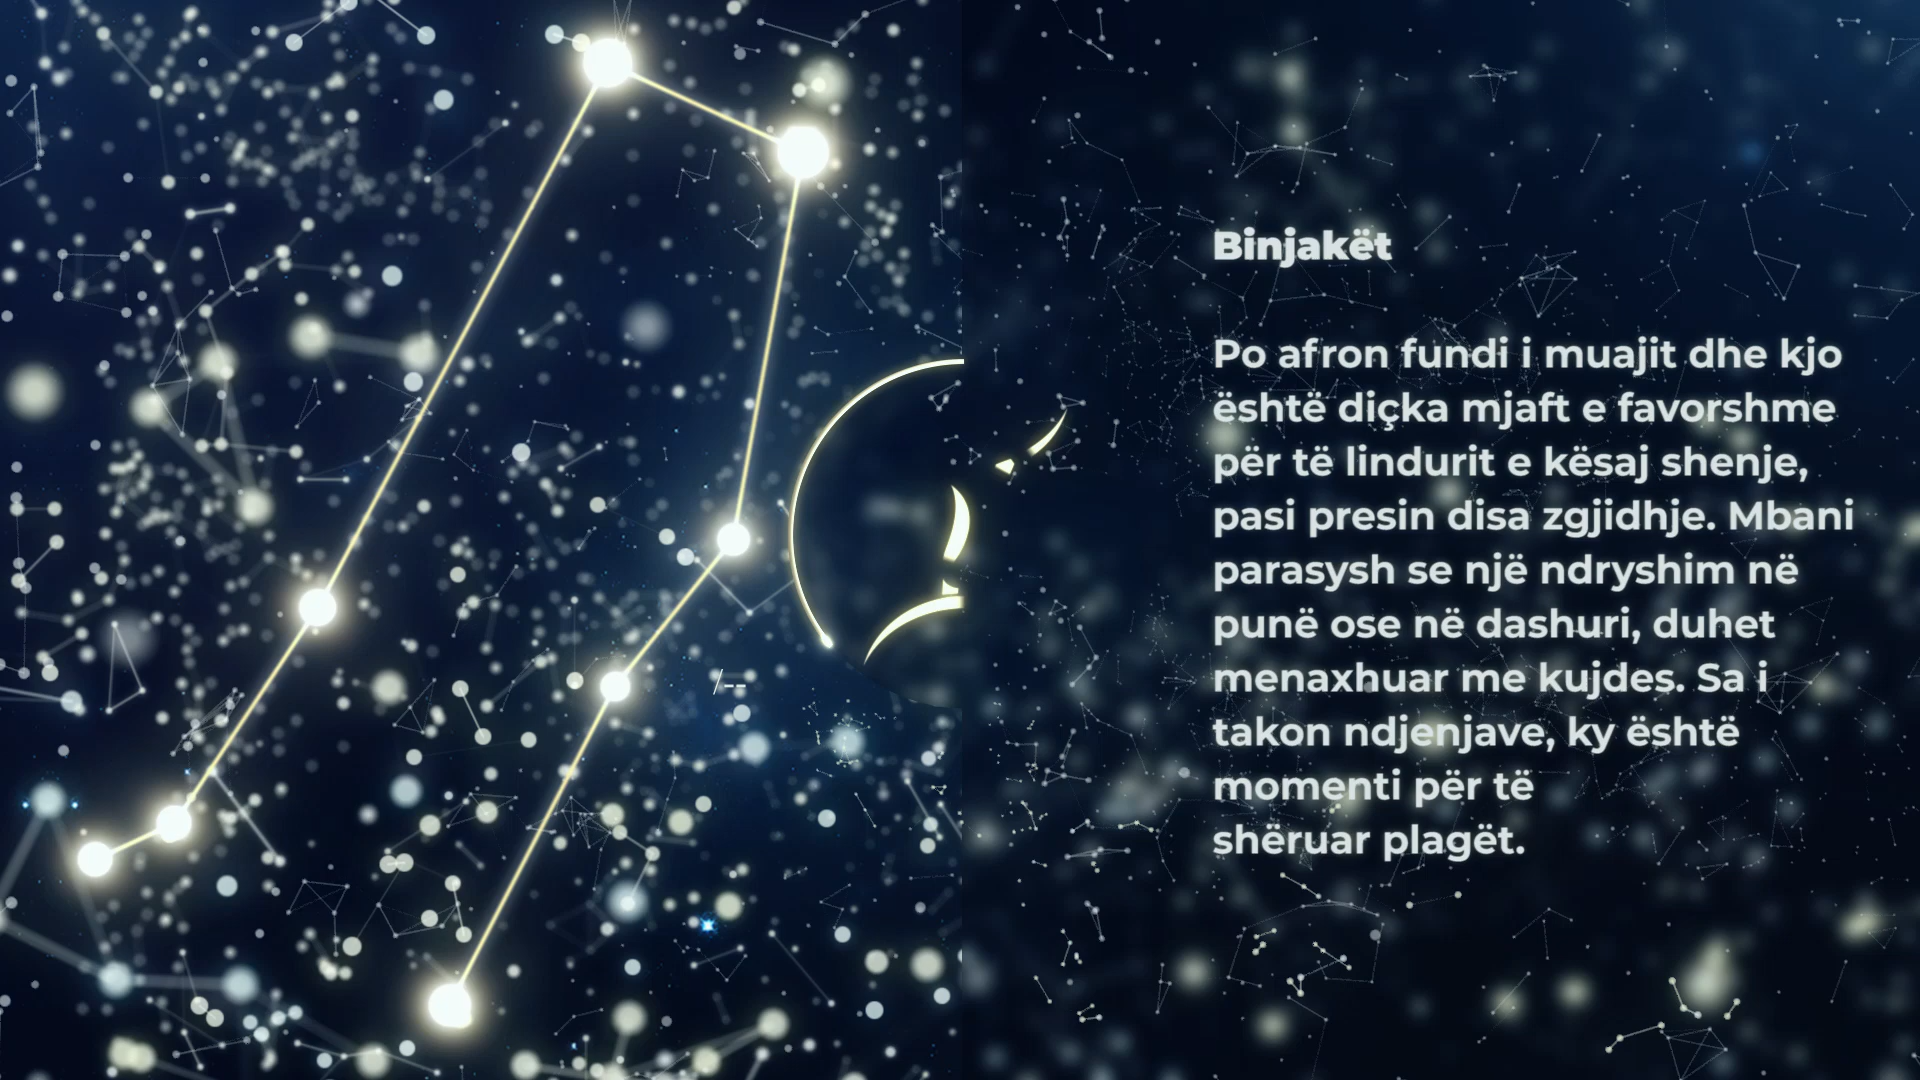 Binjakët
Po afron fundi i muajit dhe kjo
është diçka mjaft e favorshme
për të lindurit e kësaj shenje,
pasi presin disa zgjidhje. Mbani
parasysh se një ndryshim në
punë ose në dashuri, duhet
menaxhuar me kujdes. Sa i
takon ndjenjave, ky është
momenti për të
shëruar plagët.